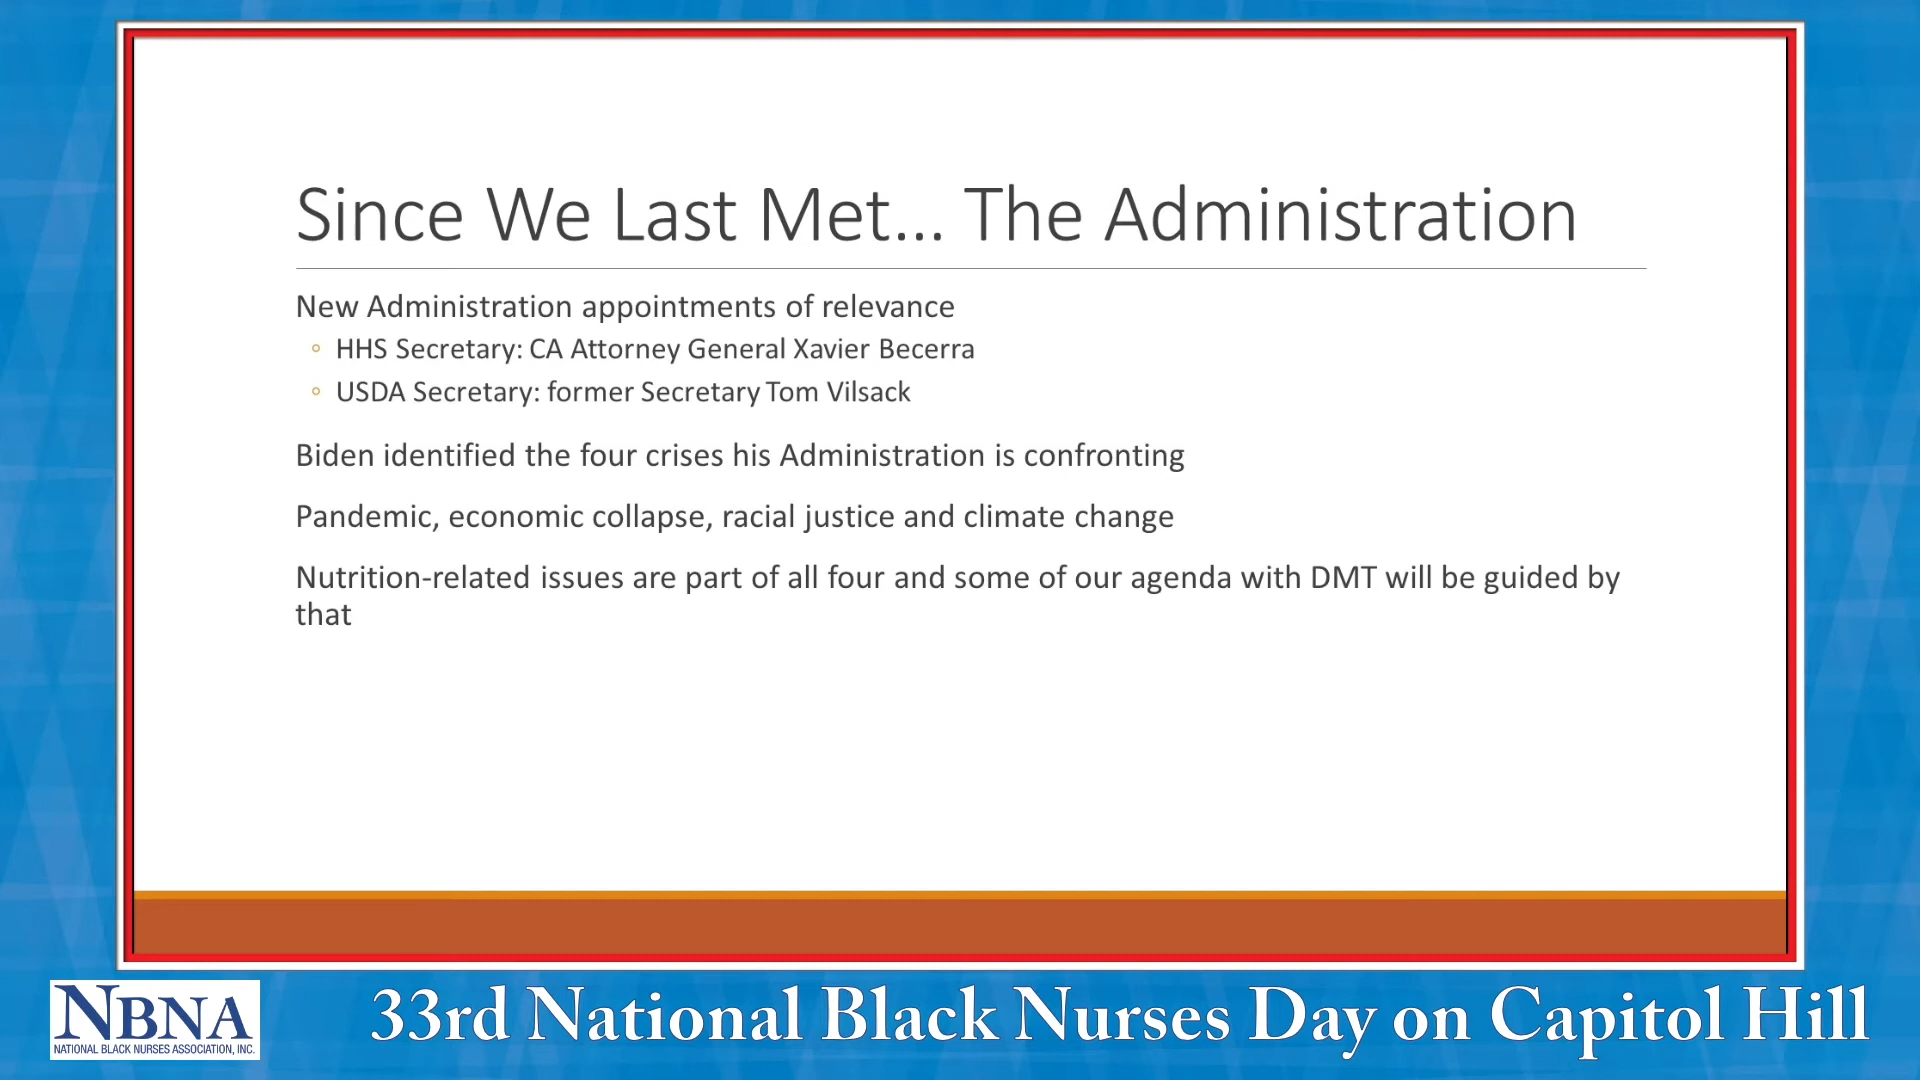 Since We Last Met... The Administration
New Administration appointments of relevance
◦ HHS Secretary: CA Attorney General Xavier Becerra
◦ USDA Secretary: former Secretary Tom Vilsack
Biden identified the four crises his Administration is confronting
Pandemic, economic collapse, racial justice and climate change
Nutrition-related issues are part of all four and some of our agenda with DMT will be guided by
that
NBNA
NATIONAL BLACK NURSES ASSOCIATION, INC.
33rd National Black Nurses Day on Capitol Hill